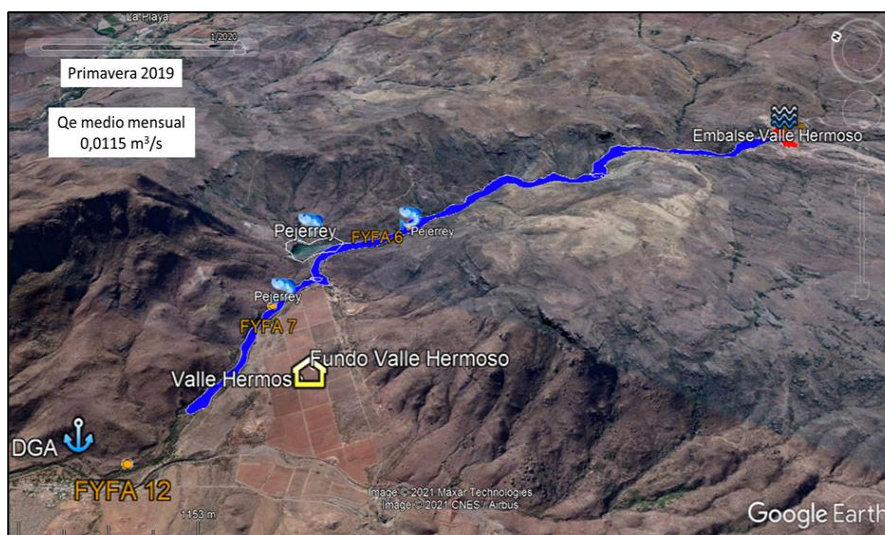 La Playa
1/2020
Primavera 2019
Qe medio mensual
0,0115 m³/s
N
Embalse Valle Hermoso
Pejerrey
Pejerrey
FYFA 6
Pejerrey
FYFA 7
Fundo Valle Hermoso
Valle Hermos
DGA
FYFA 12
1153 m
Image © 2021 Maxar Technologies
Image © 2021 CNES / Airbus
Google Earth